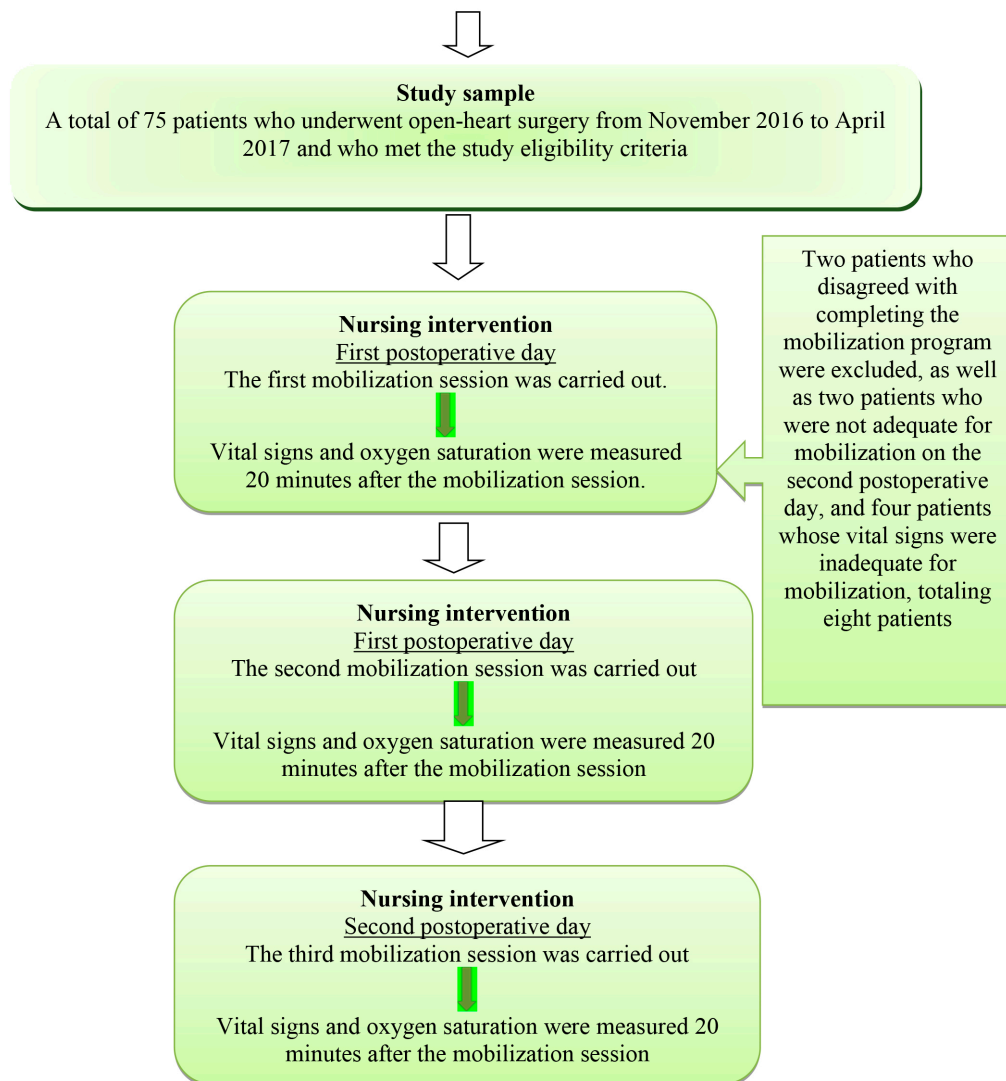 Study sample
A total of 75 patients who underwent open-heart surgery from November 2016 to April
2017 and who met the study eligibility criteria
Nursing intervention
First postoperative day
The first mobilization session was carried out.
Vital signs and oxygen saturation were measured
20 minutes after the mobilization session.
Two patients who
disagreed with
completing the
mobilization program
were excluded, as well
as two patients who
were not adequate for
mobilization on the
second postoperative
day, and four patients
whose vital signs were
inadequate for
mobilization, totaling
eight patients
Nursing intervention
First postoperative day
The second mobilization session was carried out
Vital signs and oxygen saturation were measured 20
minutes after the mobilization session
Nursing intervention
Second postoperative day
The third mobilization session was carried out
Vital signs and oxygen saturation were measured 20
minutes after the mobilization session